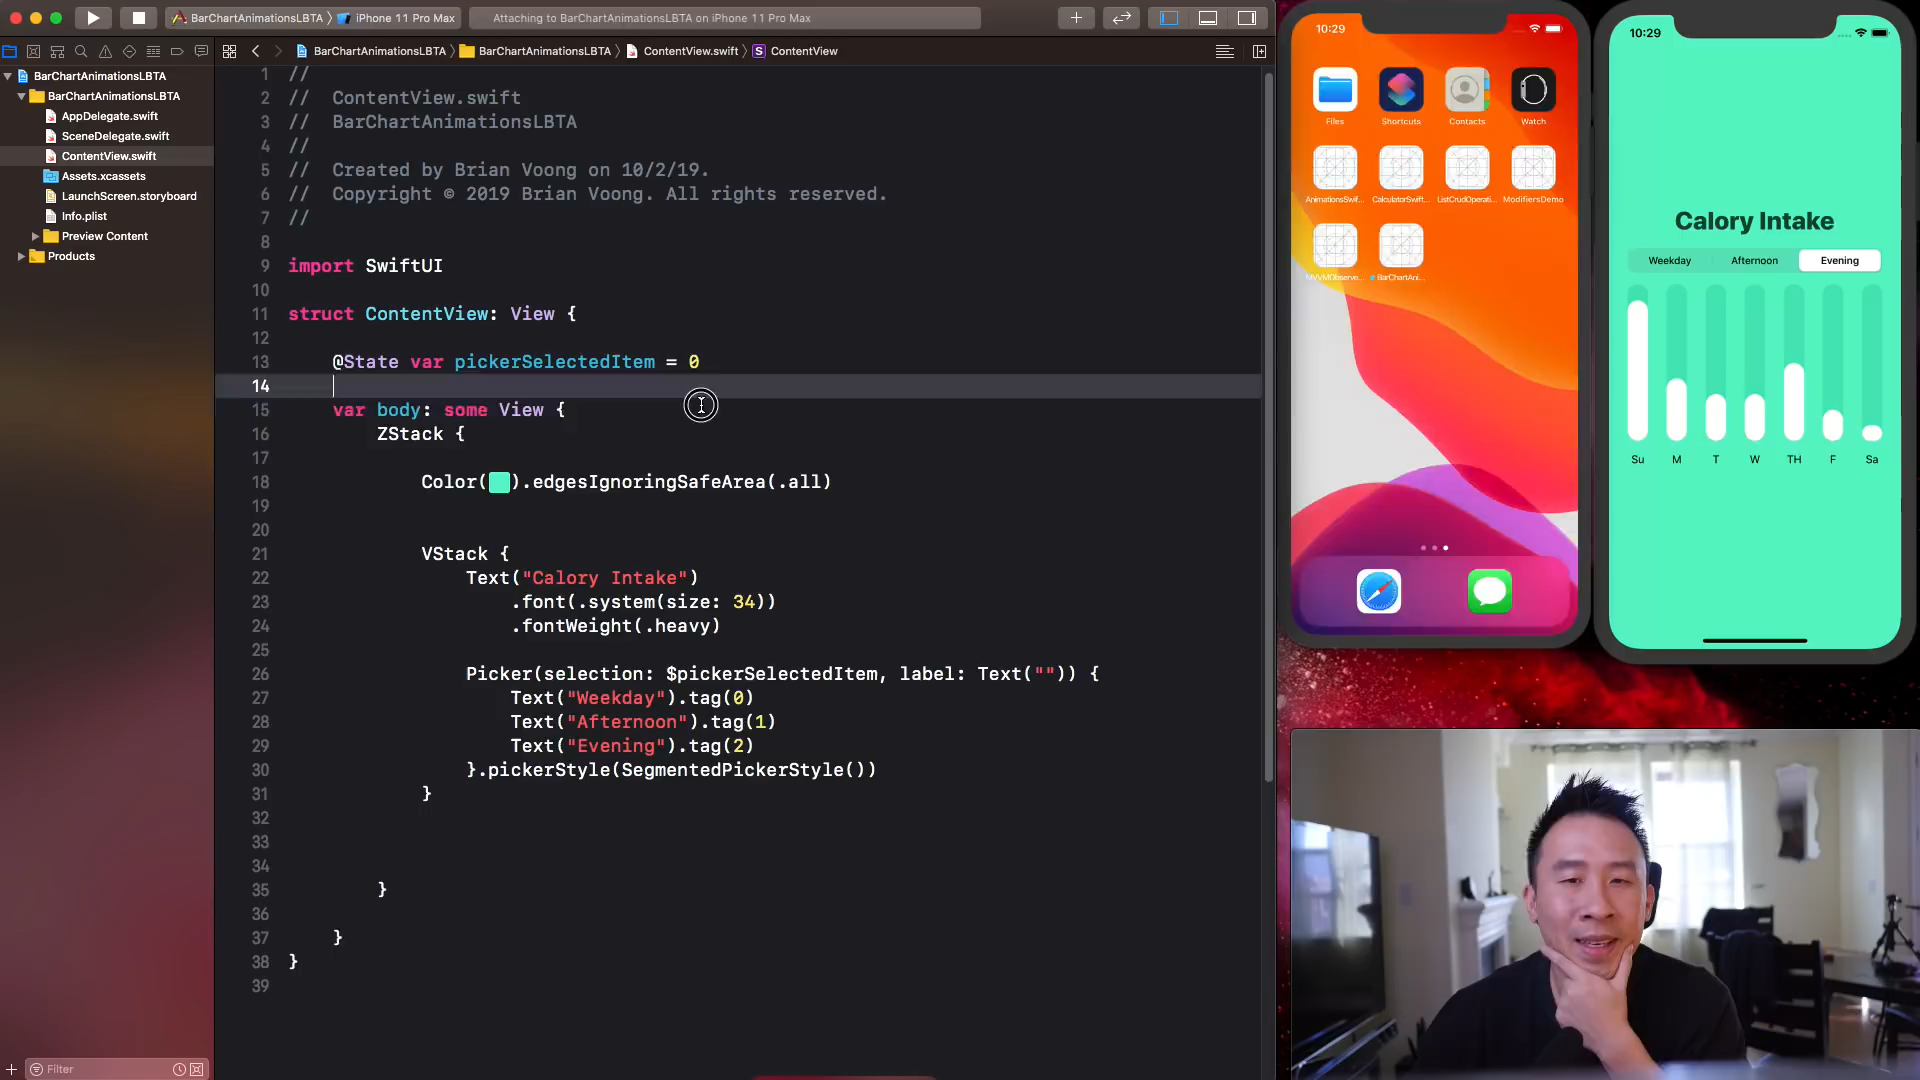 BarChartAnimationsLBTA 〉 iPhone 11 Pro Max
Attaching to BarChartAnimationsLBTA on iPhone 11 Pro Max
BarChartAnimationsLBTA 〉 BarChartAnimationsLBTA 〉 ContentView.swift 〉 S ContentView
BarChartAnimationsLBTA
BarChartAnimationsLBTA
AppDelegate.swift
SceneDelegate.swift
ContentView.swift
Assets.xcassets
LaunchScreen.storyboard
Info.plist
Preview Content
Products
Filter
1 //
2 //  ContentView.swift
3 //  BarChartAnimationsLBTA
4 //
5 //  Created by Brian Voong on 10/2/19.
6 //  Copyright © 2019 Brian Voong. All rights reserved.
7 //
8
9 import SwiftUI
10
11 struct ContentView: View {
12
13     @State var pickerSelectedItem = 0
14
15     var body: some View {
16         ZStack {
17
18             Color( ).edgesIgnoringSafeArea(.all)
19
20
21             VStack {
22                 Text("Calory Intake")
23                     .font(.system(size: 34))
24                     .fontWeight(.heavy)
25
26                 Picker(selection: $pickerSelectedItem, label: Text("")) {
27                     Text("Weekday").tag(0)
28                     Text("Afternoon").tag(1)
29                     Text("Evening").tag(2)
30                 }.pickerStyle(SegmentedPickerStyle())
31             }
32
33
34
35         }
36
37     }
38 }
39
10:29
Files Shortcuts Contacts Watch
AnimationsSwif... CalculatorSwift... ListCrudOperati... ModifiersDemo
MVVMObserve... BarChartAni...
10:29
Calory Intake
Weekday Afternoon Evening
Su M T W TH F Sa